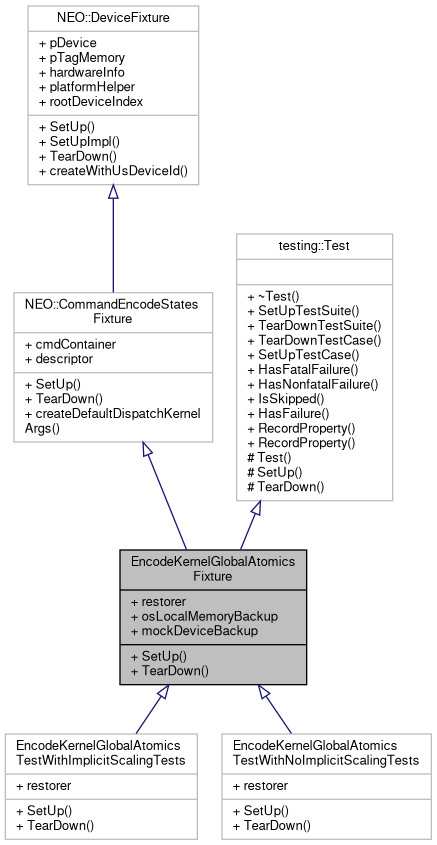 NEO::DeviceFixture
+ pDevice
+ pTagMemory
+ hardwareInfo
+ platformHelper
+ rootDeviceIndex
+ SetUp()
+ SetUpImpl()
+ TearDown()
+ createWithUsDeviceId()
testing::Test
+ ~Test()
+ SetUpTestSuite()
+ TearDownTestSuite()
+ TearDownTestCase()
+ SetUpTestCase()
+ HasFatalFailure()
+ HasNonfatalFailure()
+ IsSkipped()
+ HasFailure()
+ RecordProperty()
+ RecordProperty()
# Test()
# SetUp()
# TearDown()
NEO::CommandEncodeStates
Fixture
+ cmdContainer
+ descriptor
+ SetUp()
+ TearDown()
+ createDefaultDispatchKernel
Args()
EncodeKernelGlobalAtomics
Fixture
+ restorer
+ osLocalMemoryBackup
+ mockDeviceBackup
+ SetUp()
+ TearDown()
EncodeKernelGlobalAtomics
TestWithImplicitScalingTests
+ restorer
+ SetUp()
+ TearDown()
EncodeKernelGlobalAtomics
TestWithNoImplicitScalingTests
+ restorer
+ SetUp()
+ TearDown()